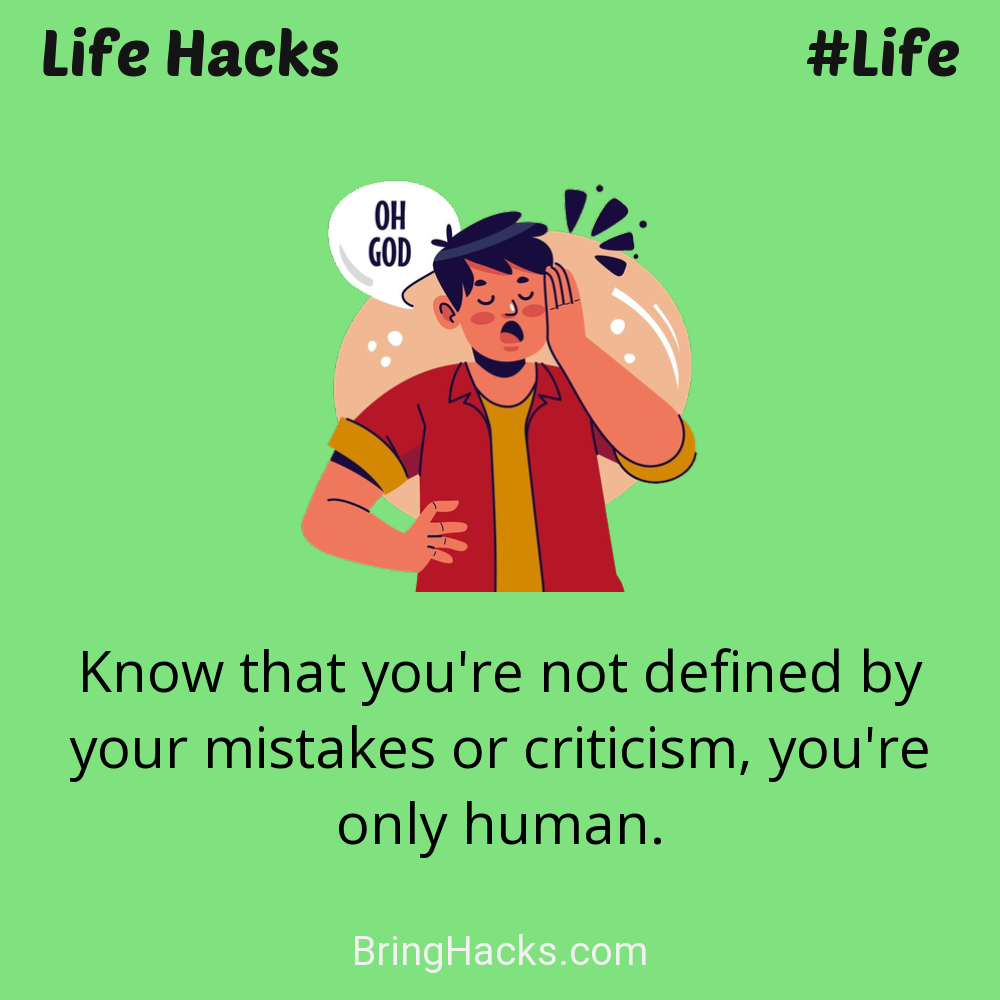 Life Hacks
#Life
OH
GOD
Know that you're not defined by
your mistakes or criticism, you're
only human.
BringHacks.com